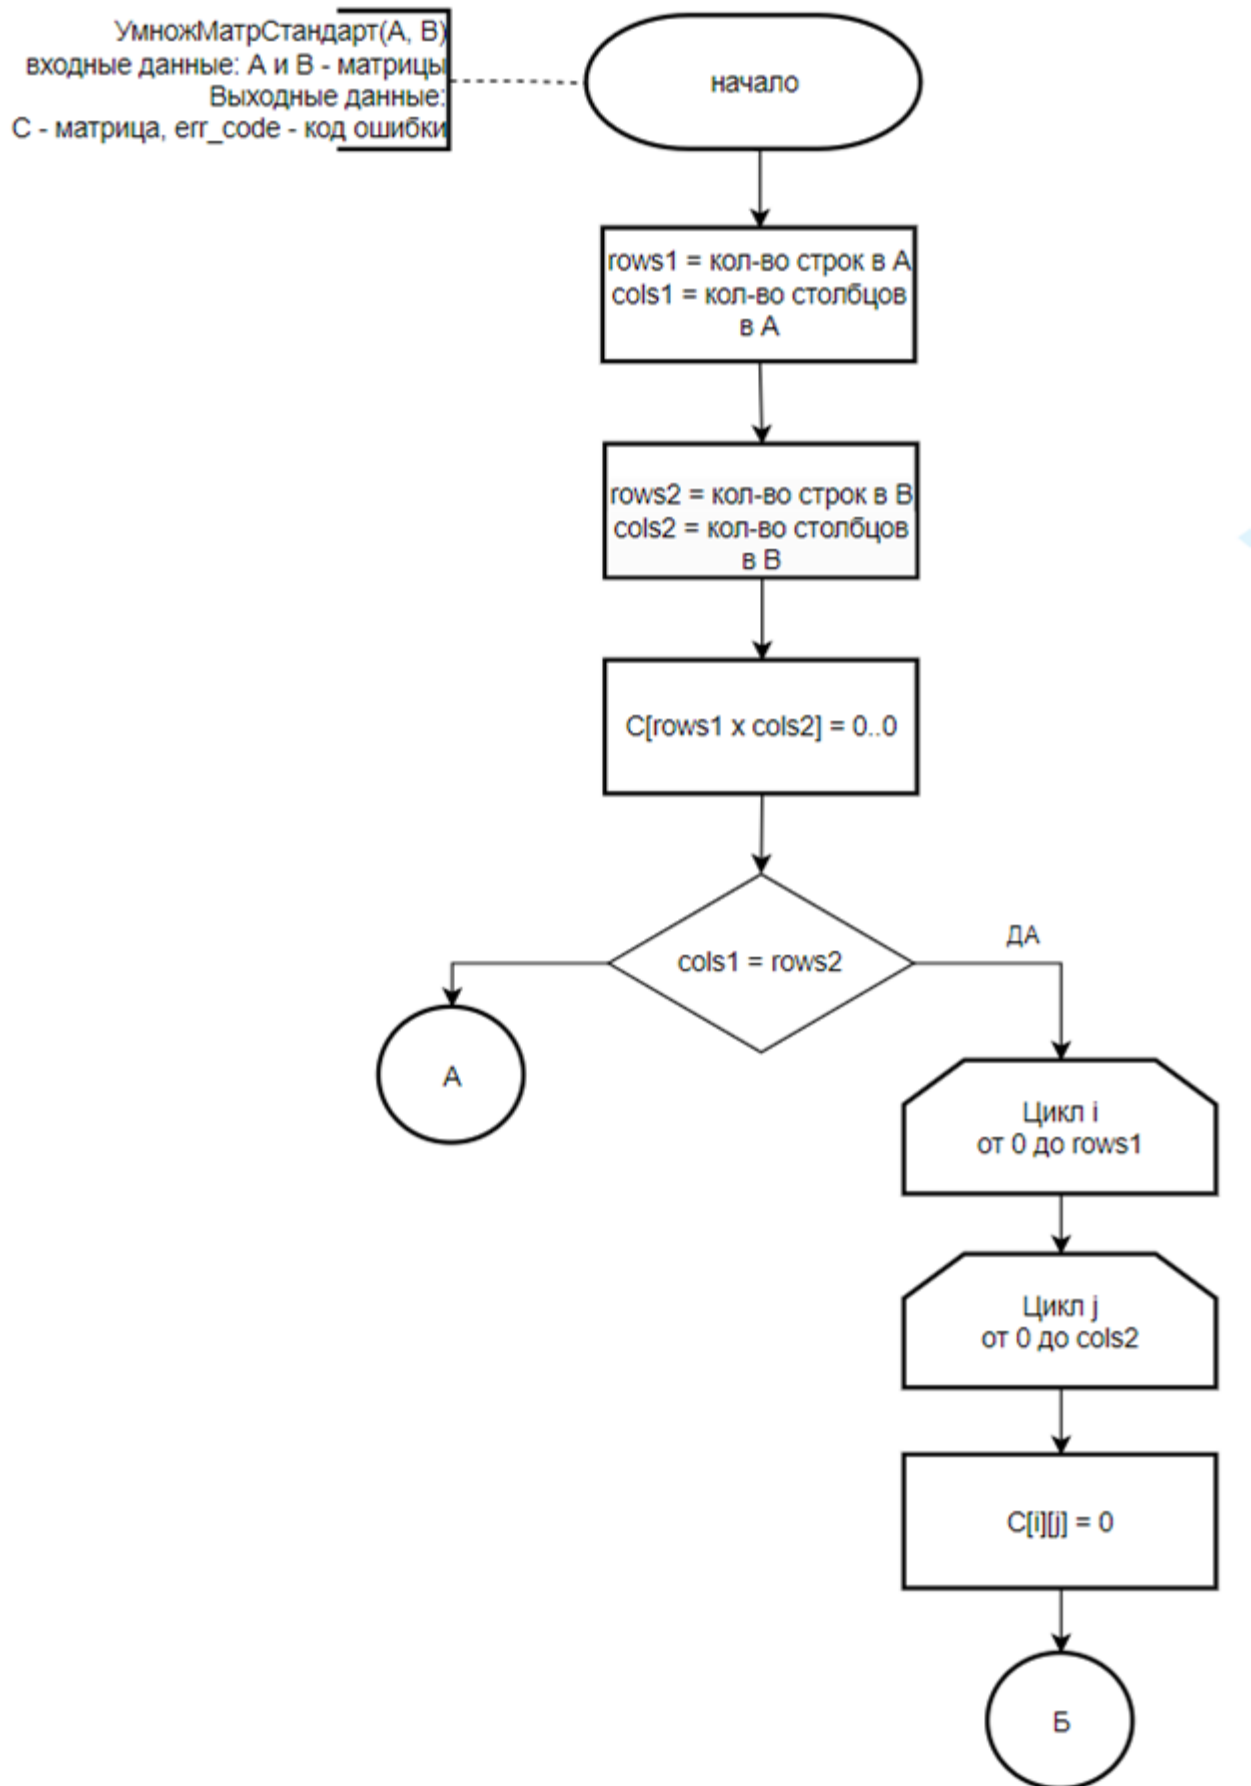 УмножМатрСтандарт(А, В)
входные данные: А и В - матрицы
Выходные данные:
С - матрица, err_code - код ошибки
начало
rows1 = кол-во строк в А
cols1 = кол-во столбцов
в А
rows2 = кол-во строк в В
cols2 = кол-во столбцов
в В
C[rows1 x cols2] = 0..0
cols1 = rows2
ДА
А
Цикл i
от 0 до rows1
Цикл j
от 0 до cols2
C[i][j] = 0
Б